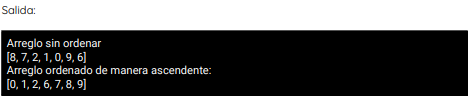 Salida:
Arreglo sin ordenar
[8, 7, 2, 1, 0, 9, 6]
Arreglo ordenado de manera ascendente:
[0, 1, 2, 6, 7, 8, 9]